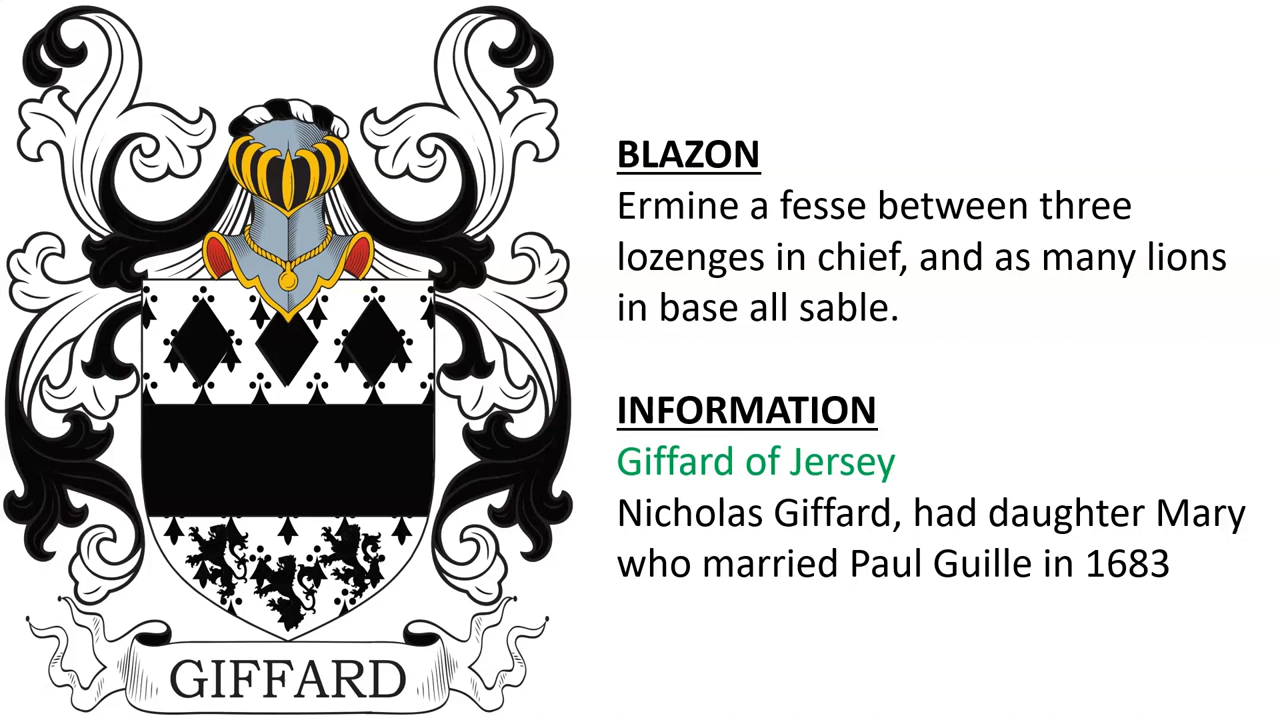 BLAZON
Ermine a fesse between three
lozenges in chief, and as many lions
in base all sable.
INFORMATION
Giffard of Jersey
Nicholas Giffard, had daughter Mary
who married Paul Guille in 1683
GIFFARD